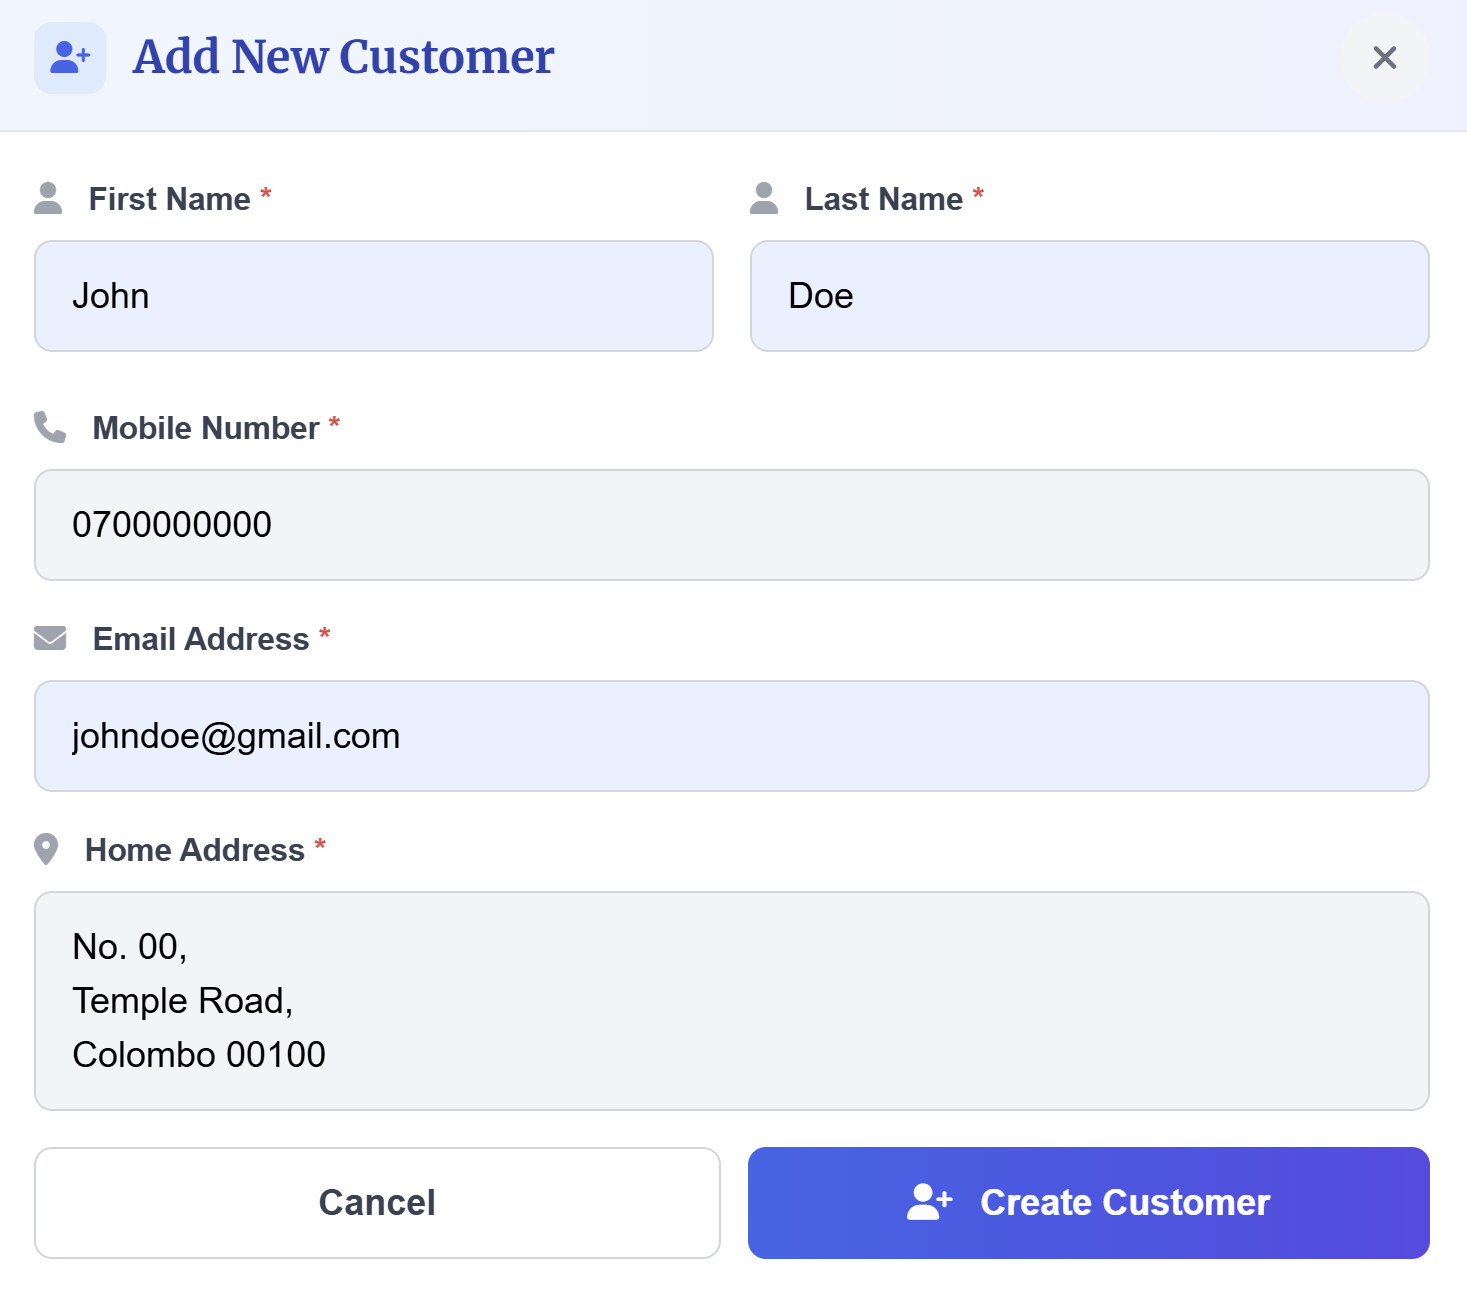 Add New Customer
First Name *
Last Name *
John
Doe
Mobile Number *
0700000000
Email Address *
johndoe@gmail.com
Home Address *
No. 00,
Temple Road,
Colombo 00100
Cancel
Create Customer